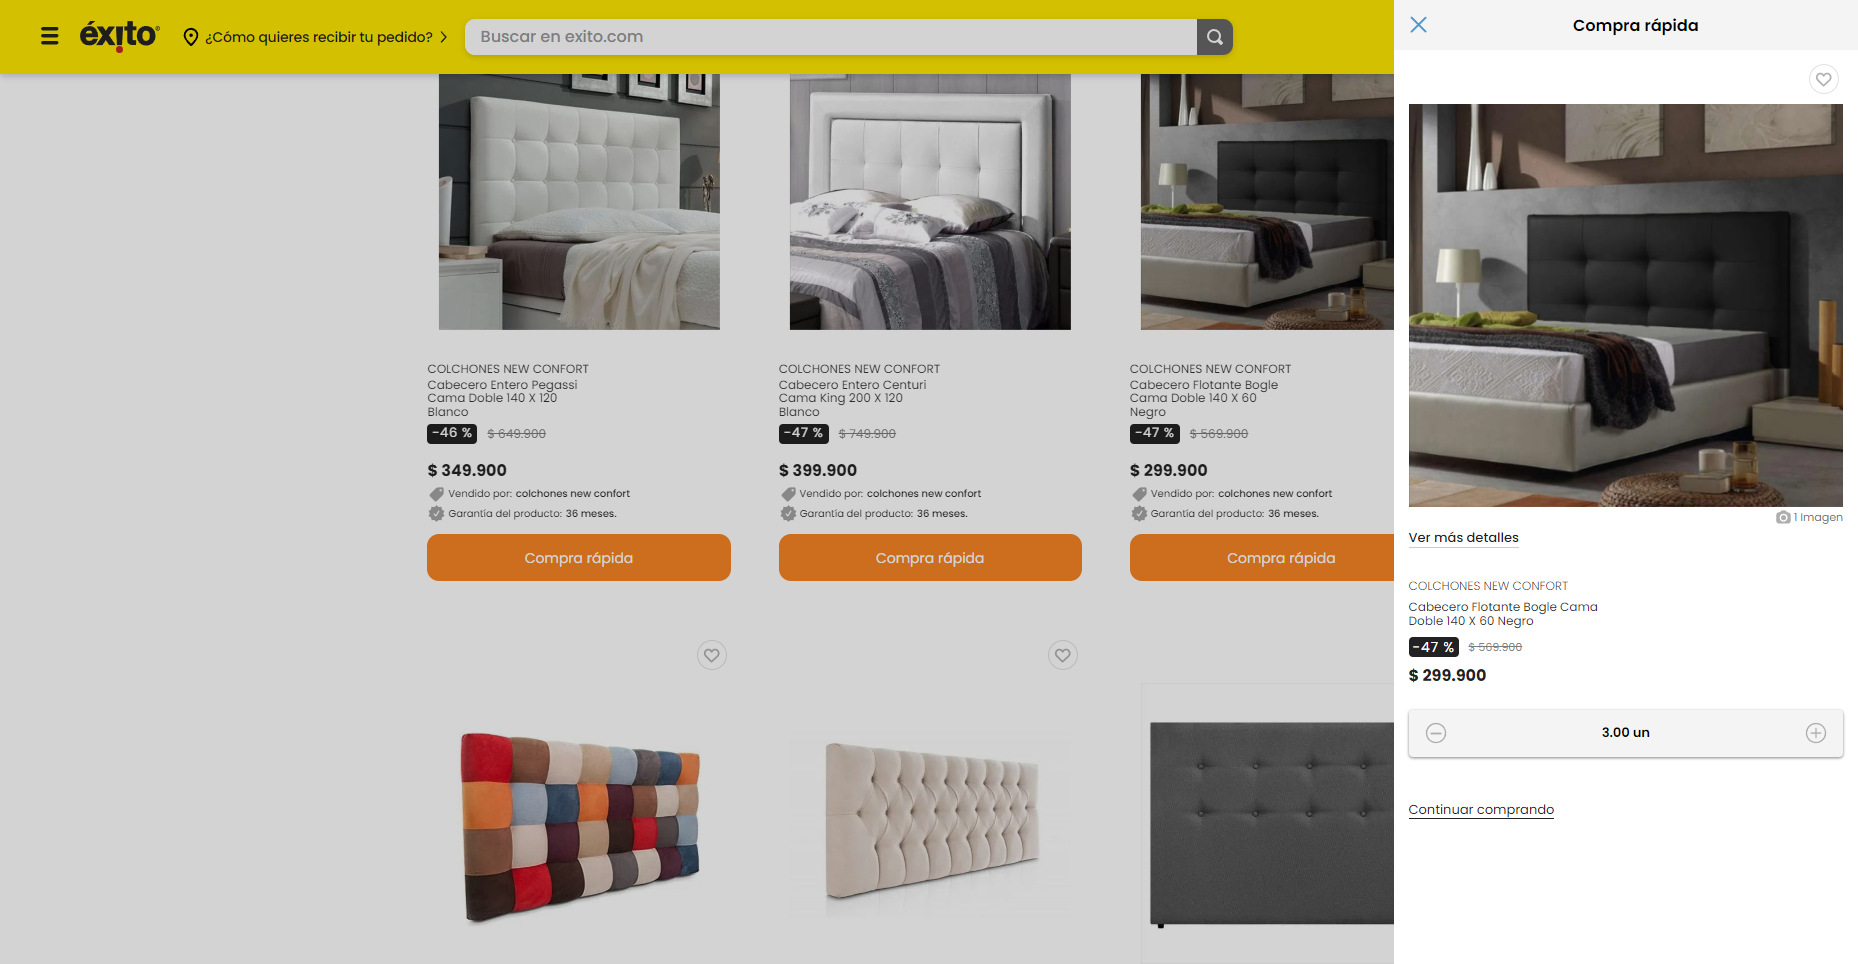 éxito
¿Cómo quieres recibir tu pedido?
Buscar en exito.com
COLCHONES NEW CONFORT
Cabecero Entero Pegassi
Cama Doble 140 X 120
Blanco
-46 % $ 649.900
$ 349.900
Vendido por: colchones new confort
Garantía del producto: 36 meses.
Compra rápida
COLCHONES NEW CONFORT
Cabecero Entero Centuri
Cama King 200 X 120
Blanco
-47 % $ 749.900
$ 399.900
Vendido por: colchones new confort
Garantía del producto: 36 meses.
Compra rápida
COLCHONES NEW CONFORT
Cabecero Flotante Bogle
Cama Doble 140 X 60
Negro
-47 % $ 569.900
$ 299.900
Vendido por: colchones new confort
Garantía del producto: 36 meses.
Compra rápida
Compra rápida
1 Imagen
Ver más detalles
COLCHONES NEW CONFORT
Cabecero Flotante Bogle Cama
Doble 140 X 60 Negro
-47 % $ 569.900
$ 299.900
3.00 un
Continuar comprando